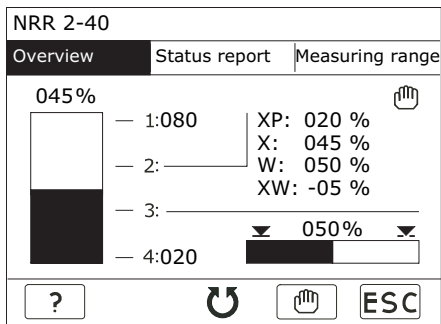 NRR 2-40
Overview Status report Measuring range
045%
1:080
2:
3:
4:020
XP: 020 %
X: 045 %
W: 050 %
XW: -05 %
050%
?
ESC